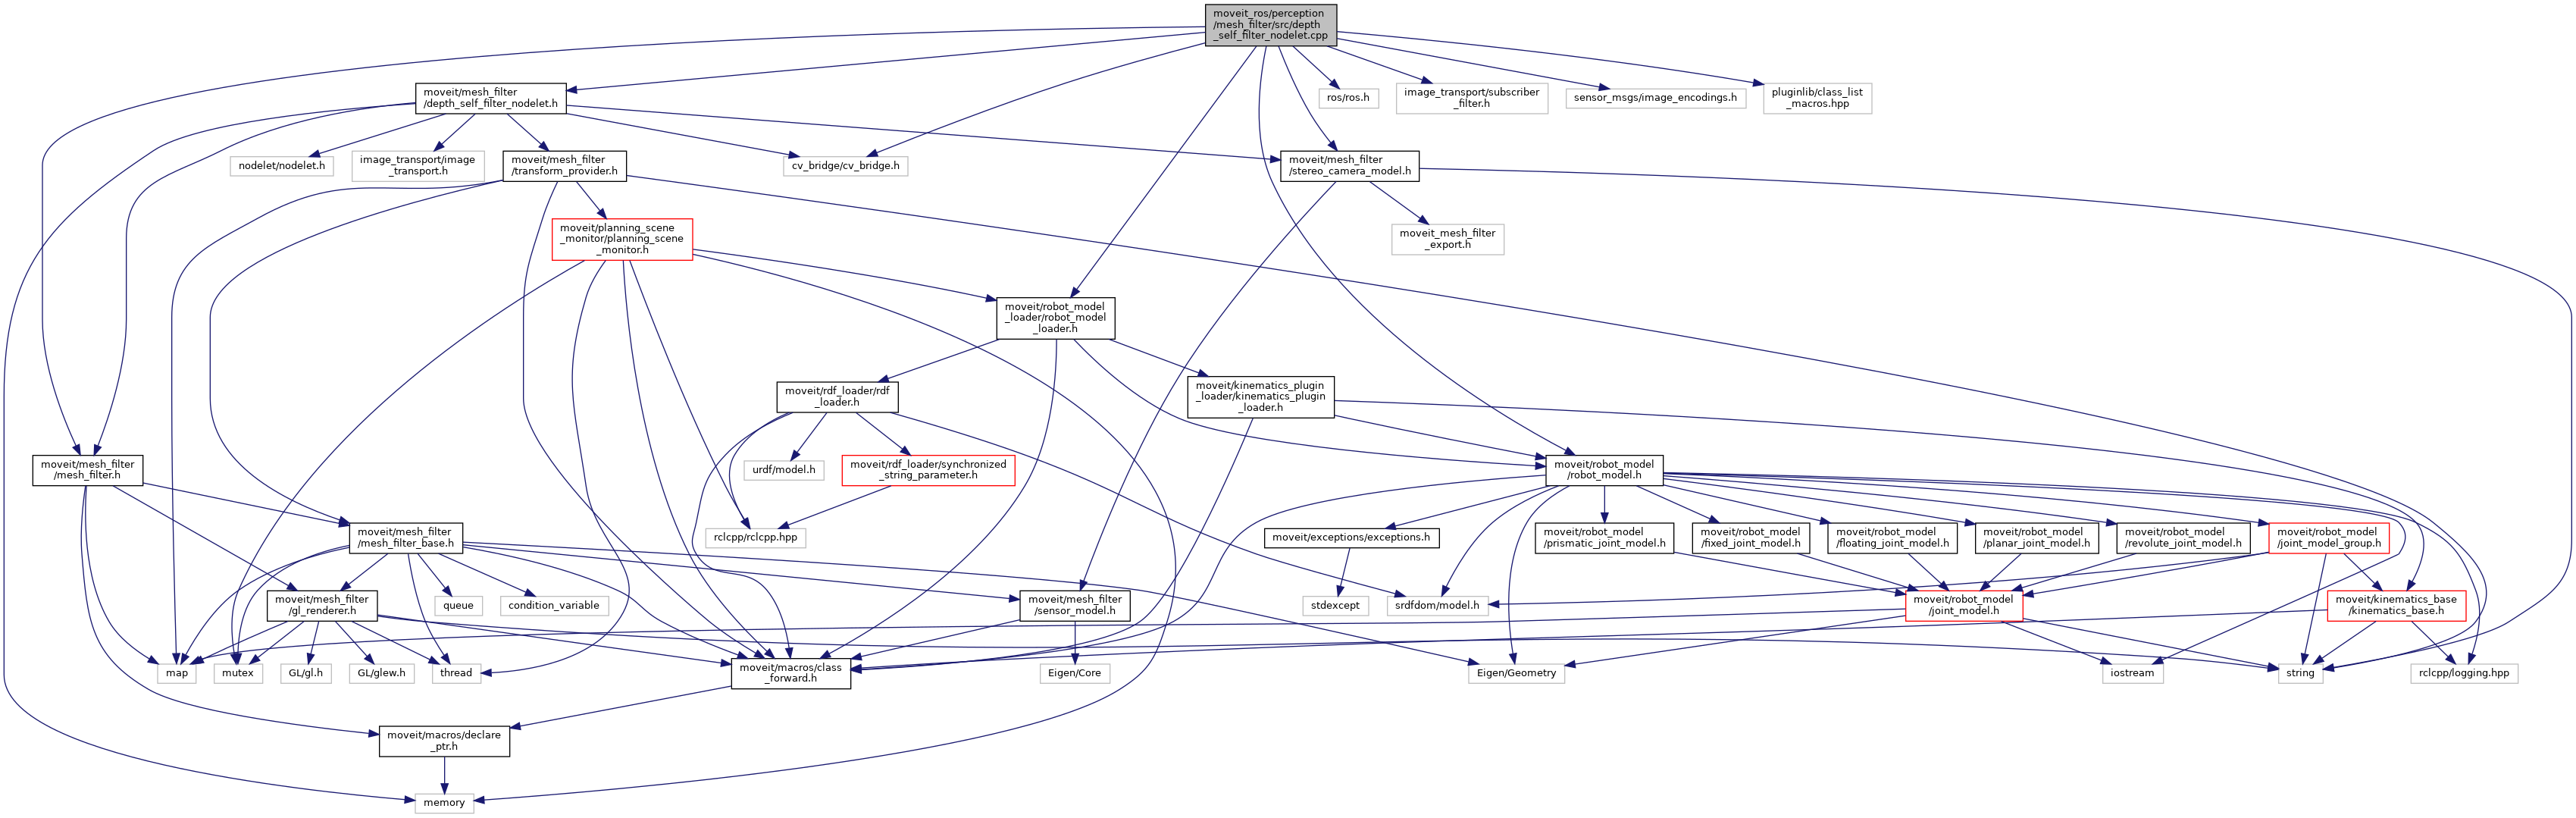 moveit_ros/perception
/mesh_filter/src/depth
_self_filter_nodelet.cpp
moveit/mesh_filter
/depth_self_filter_nodelet.h
ros/ros.h
image_transport/subscriber
_filter.h
sensor_msgs/image_encodings.h
pluginlib/class_list
_macros.hpp
nodelet/nodelet.h
image_transport/image
_transport.h
moveit/mesh_filter
/transform_provider.h
cv_bridge/cv_bridge.h
moveit/mesh_filter
/stereo_camera_model.h
moveit/planning_scene
_monitor/planning_scene
_monitor.h
moveit_mesh_filter
_export.h
moveit/robot_model
_loader/robot_model
_loader.h
moveit/rdf_loader/rdf
_loader.h
moveit/kinematics_plugin
_loader/kinematics_plugin
_loader.h
moveit/mesh_filter
/mesh_filter.h
urdf/model.h
moveit/rdf_loader/synchronized
_string_parameter.h
moveit/robot_model
/robot_model.h
moveit/mesh_filter
/mesh_filter_base.h
rclcpp/rclcpp.hpp
moveit/exceptions/exceptions.h
moveit/robot_model
/prismatic_joint_model.h
moveit/robot_model
/fixed_joint_model.h
moveit/robot_model
/floating_joint_model.h
moveit/robot_model
/planar_joint_model.h
moveit/robot_model
/revolute_joint_model.h
moveit/robot_model
/joint_model_group.h
moveit/mesh_filter
/gl_renderer.h
queue
condition_variable
moveit/mesh_filter
/sensor_model.h
stdexcept
srdfdom/model.h
moveit/robot_model
/joint_model.h
moveit/kinematics_base
/kinematics_base.h
map
mutex
GL/gl.h
GL/glew.h
thread
moveit/macros/class
_forward.h
Eigen/Core
Eigen/Geometry
iostream
string
rclcpp/logging.hpp
moveit/macros/declare
_ptr.h
memory